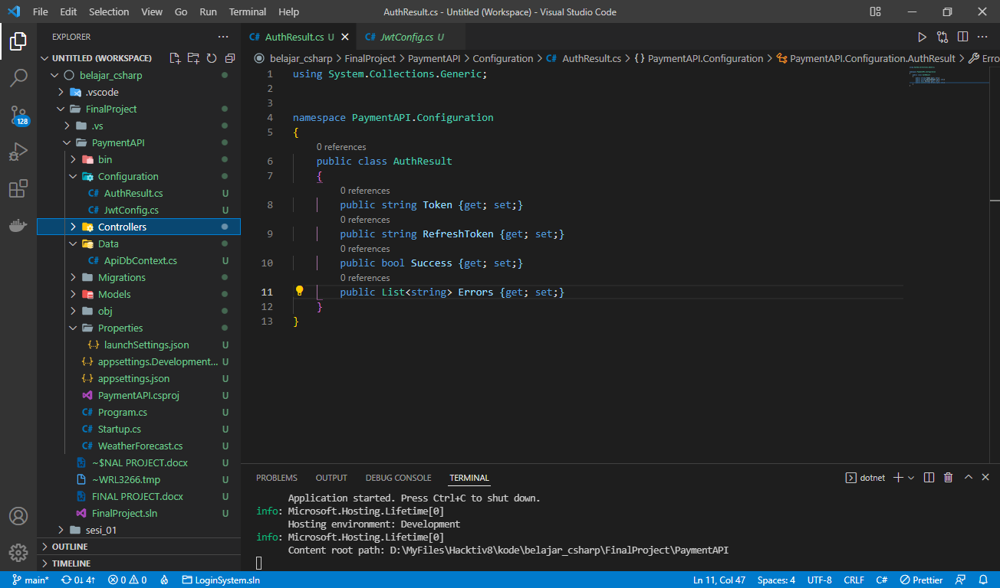 File Edit Selection View Go Run Terminal Help
AuthResult.cs - Untitled (Workspace) - Visual Studio Code
EXPLORER
UNTITLED (WORKSPACE)
belajar_csharp
.vscode
FinalProject
.vs
PaymentAPI
bin
Configuration
AuthResult.cs U
JwtConfig.cs U
Controllers
Data
ApiDbContext.cs U
Migrations
Models
obj
Properties
launchSettings.json U
appsettings.Development... U
appsettings.json U
PaymentAPI.csproj U
Program.cs U
Startup.cs U
WeatherForecast.cs U
~$NAL PROJECT.docx U
~WRL3266.tmp U
FINAL PROJECT.docx U
FinalProject.sln U
sesi_01
OUTLINE
TIMELINE
128
C# AuthResult.cs U C# JwtConfig.cs U
belajar_csharp > FinalProject > PaymentAPI > Configuration > C# AuthResult.cs > {} PaymentAPI.Configuration > PaymentAPI.Configuration.AuthResult > Erro
1 using System.Collections.Generic;
2
3
4 namespace PaymentAPI.Configuration
5 {
0 references
6 public class AuthResult
7 {
0 references
8 public string Token {get; set;}
0 references
9 public string RefreshToken {get; set;}
0 references
10 public bool Success {get; set;}
0 references
11 public List<string> Errors {get; set;}
12 }
13 }
PROBLEMS OUTPUT DEBUG CONSOLE TERMINAL
dotnet
Application started. Press Ctrl+C to shut down.
info: Microsoft.Hosting.Lifetime[0]
Hosting environment: Development
info: Microsoft.Hosting.Lifetime[0]
Content root path: D:\MyFiles\Hacktiv8\kode\belajar_csharp\FinalProject\PaymentAPI
main* 0↓ 4↑ 0 0 LoginSystem.sln
Ln 11, Col 47 Spaces: 4 UTF-8 CRLF C# Prettier